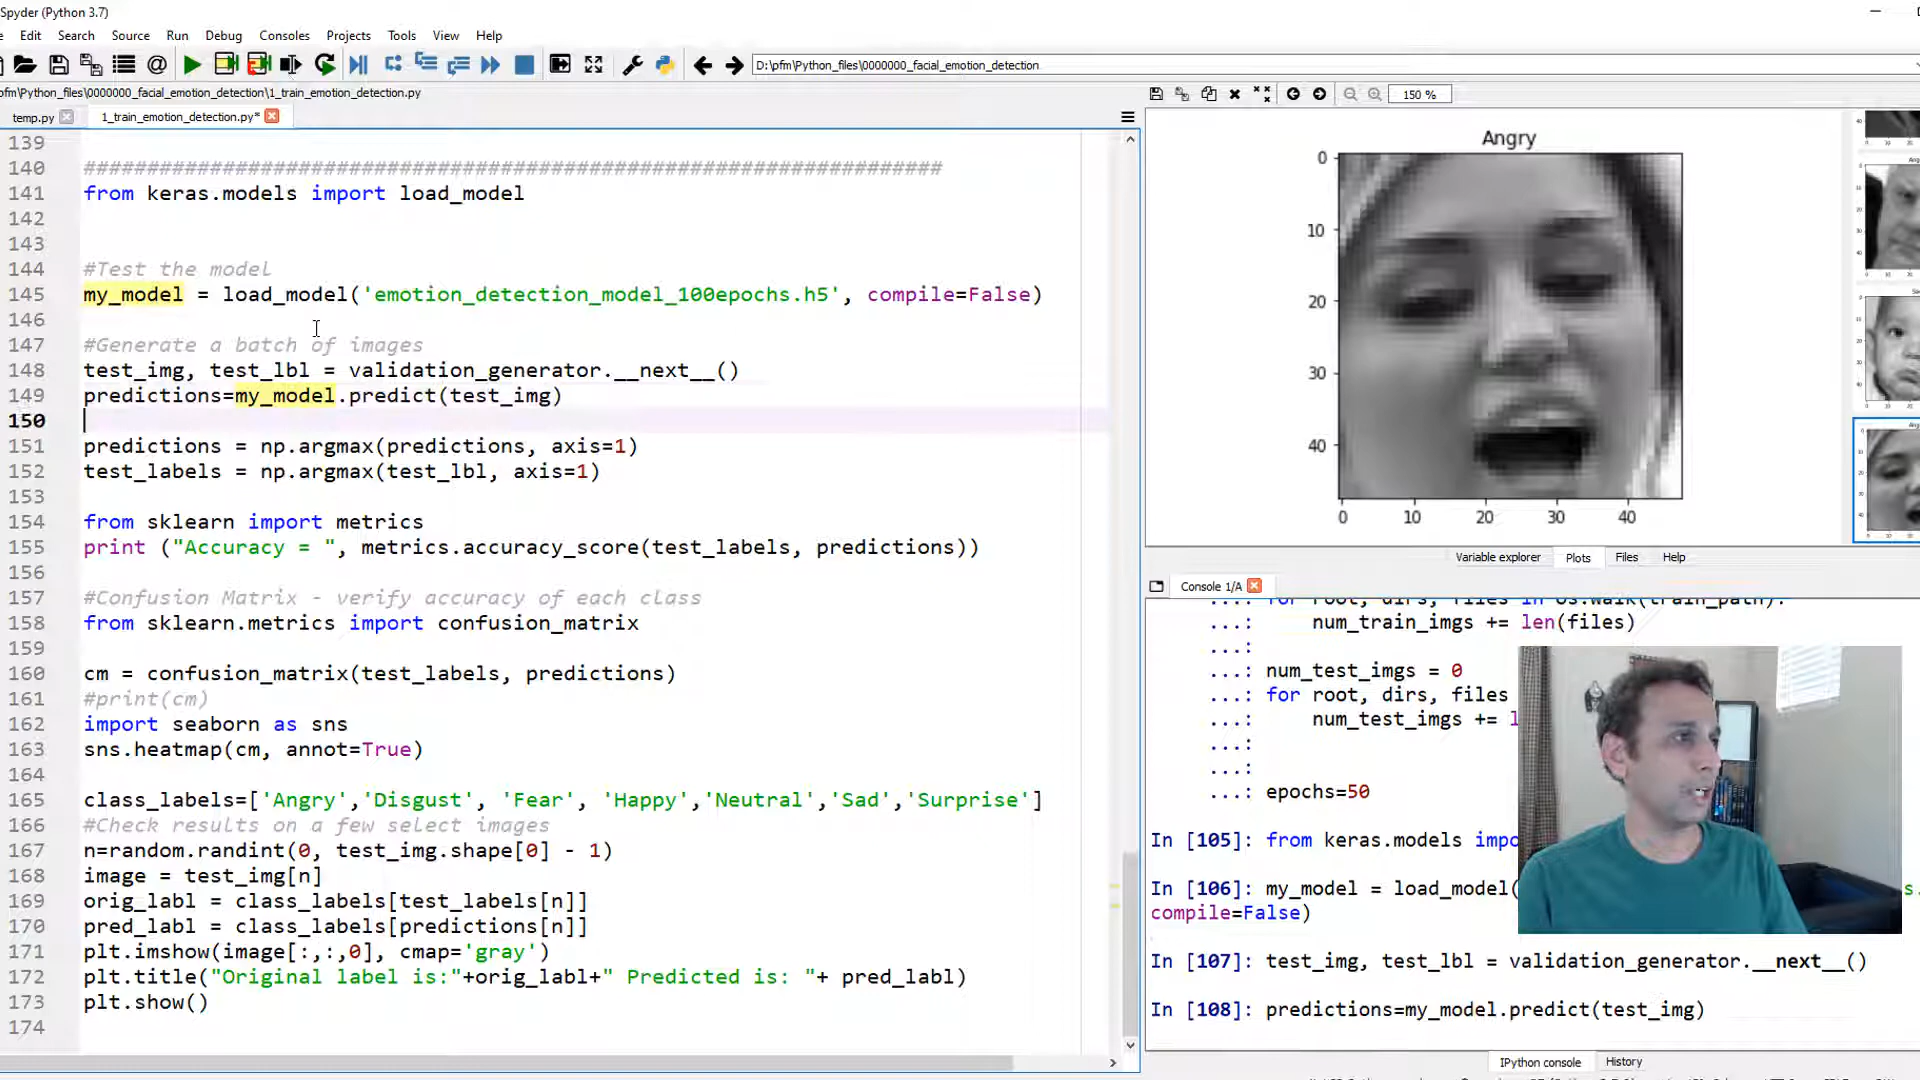 Spyder (Python 3.7)
Edit Search Source Run Debug Consoles Projects Tools View Help
D:\pfm\Python_files\0000000_facial_emotion_detection
ofm\Python_files\0000000_facial_emotion_detection\1_train_emotion_detection.py
150 %
temp.py 1_train_emotion_detection.py*
139
140 ####################################################################
141 from keras.models import load_model
142
143
144 #Test the model
145 my_model = load_model('emotion_detection_model_100epochs.h5', compile=False)
146
147 #Generate a batch of images
148 test_img, test_lbl = validation_generator.__next__()
149 predictions=my_model.predict(test_img)
150
151 predictions = np.argmax(predictions, axis=1)
152 test_labels = np.argmax(test_lbl, axis=1)
153
154 from sklearn import metrics
155 print ("Accuracy = ", metrics.accuracy_score(test_labels, predictions))
156
157 #Confusion Matrix - verify accuracy of each class
158 from sklearn.metrics import confusion_matrix
159
160 cm = confusion_matrix(test_labels, predictions)
161 #print(cm)
162 import seaborn as sns
163 sns.heatmap(cm, annot=True)
164
165 class_labels=['Angry','Disgust', 'Fear', 'Happy','Neutral','Sad','Surprise']
166 #Check results on a few select images
167 n=random.randint(0, test_img.shape[0] - 1)
168 image = test_img[n]
169 orig_labl = class_labels[test_labels[n]]
170 pred_labl = class_labels[predictions[n]]
171 plt.imshow(image[:,:,0], cmap='gray')
172 plt.title("Original label is:"+orig_labl+" Predicted is: "+ pred_labl)
173 plt.show()
174
Angry
0
10
20
30
40
0 10 20 30 40
Variable explorer Plots Files Help
Console 1/A
...: for root, dirs, files in os.walk(train_path):
...: num_train_imgs += len(files)
...:
...: num_test_imgs = 0
...: for root, dirs, files
...: num_test_imgs +=
...:
...:
...: epochs=50
In [105]: from keras.models
In [106]: my_model = load_model(
compile=False)
In [107]: test_img, test_lbl = validation_generator.__next__()
In [108]: predictions=my_model.predict(test_img)
IPython console History